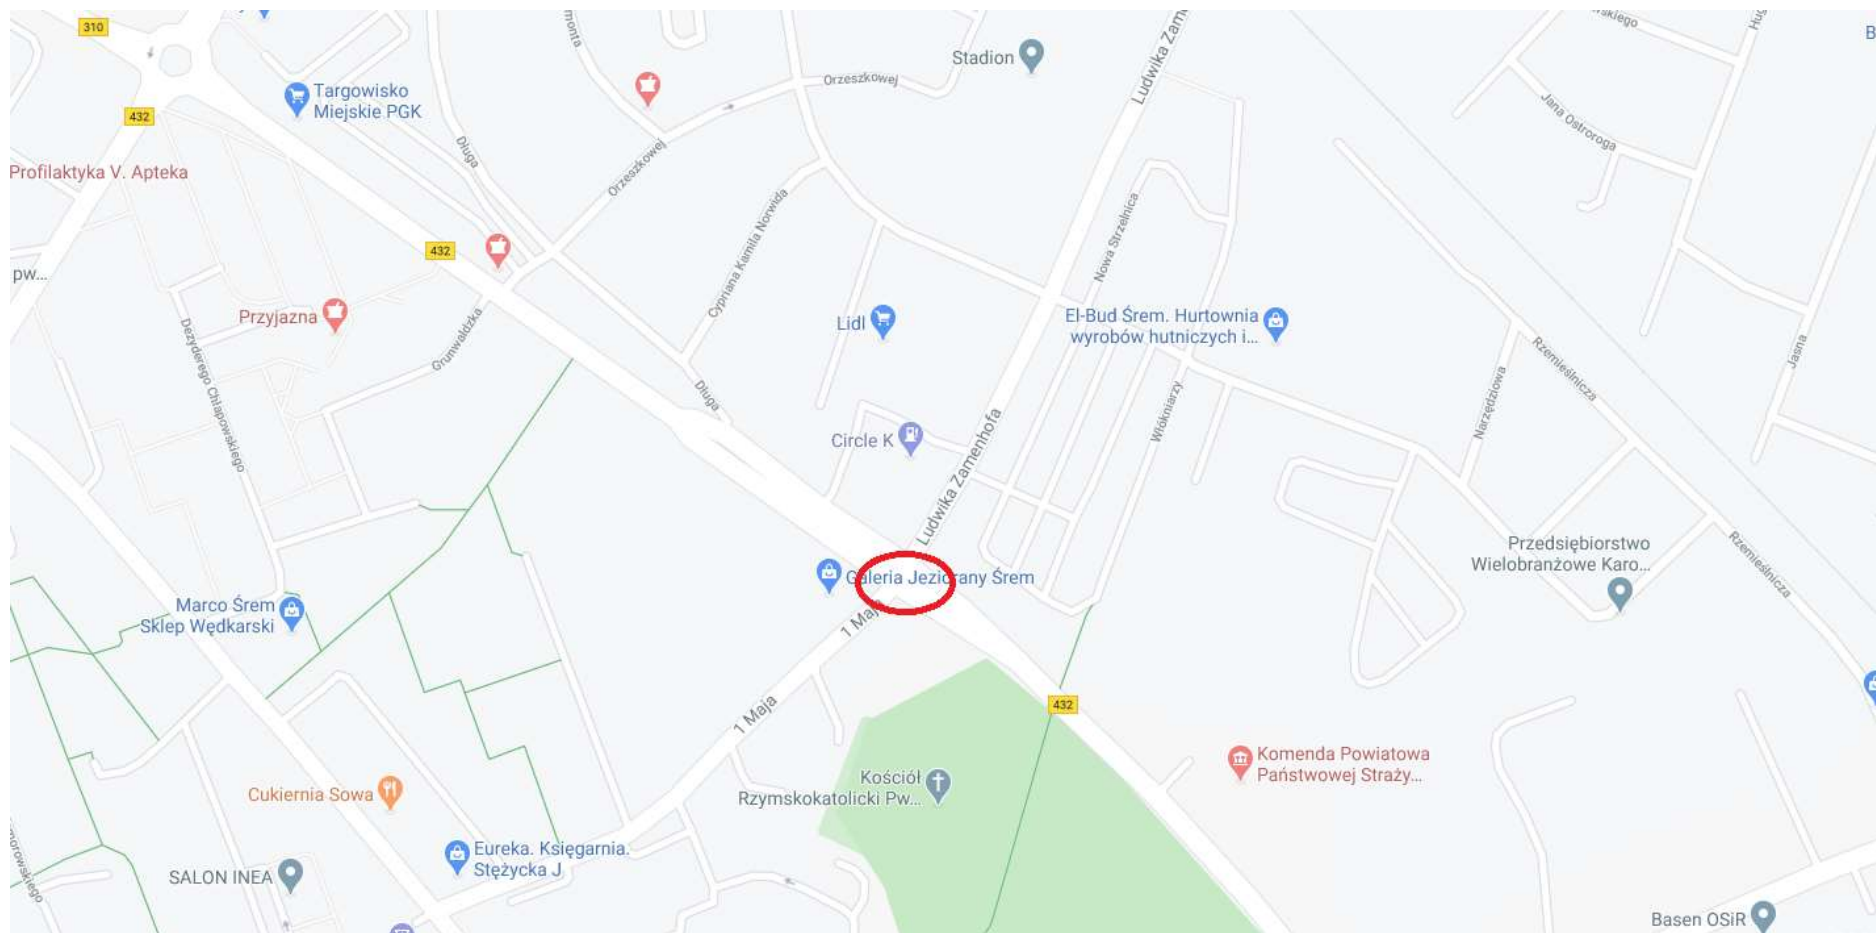 310
432
Targowisko
Miejskie PGK
Profilaktyka V. Apteka
pw...
432
Przyjazna
Długa
Orzeszkowej
Orzeszkowej
Stadion
Ludwika Zam
Jana Ostroroga
Cypriana Kamila Norwida
Nowa Strzelnica
Dezyderego Chłapowskiego
Grunwaldzka
Lidl
El-Bud Śrem. Hurtownia
wyrobów hutniczych i...
Rzemieślnicza
Jasna
Narzędziowa
Długa
Włókniarzy
Circle K
Ludwika Zamenhofa
Przedsiębiorstwo
Wielobranżowe Karo...
Rzemieślnicza
Galeria Jeziorany Śrem
Marco Śrem
Sklep Wędkarski
1 Maja
1 Maja
432
Komenda Powiatowa
Państwowej Straży...
Kościół
Rzymskokatolicki Pw...
Cukiernia Sowa
Eureka. Księgarnia.
Stężycka J
SALON INEA
Basen OSiR